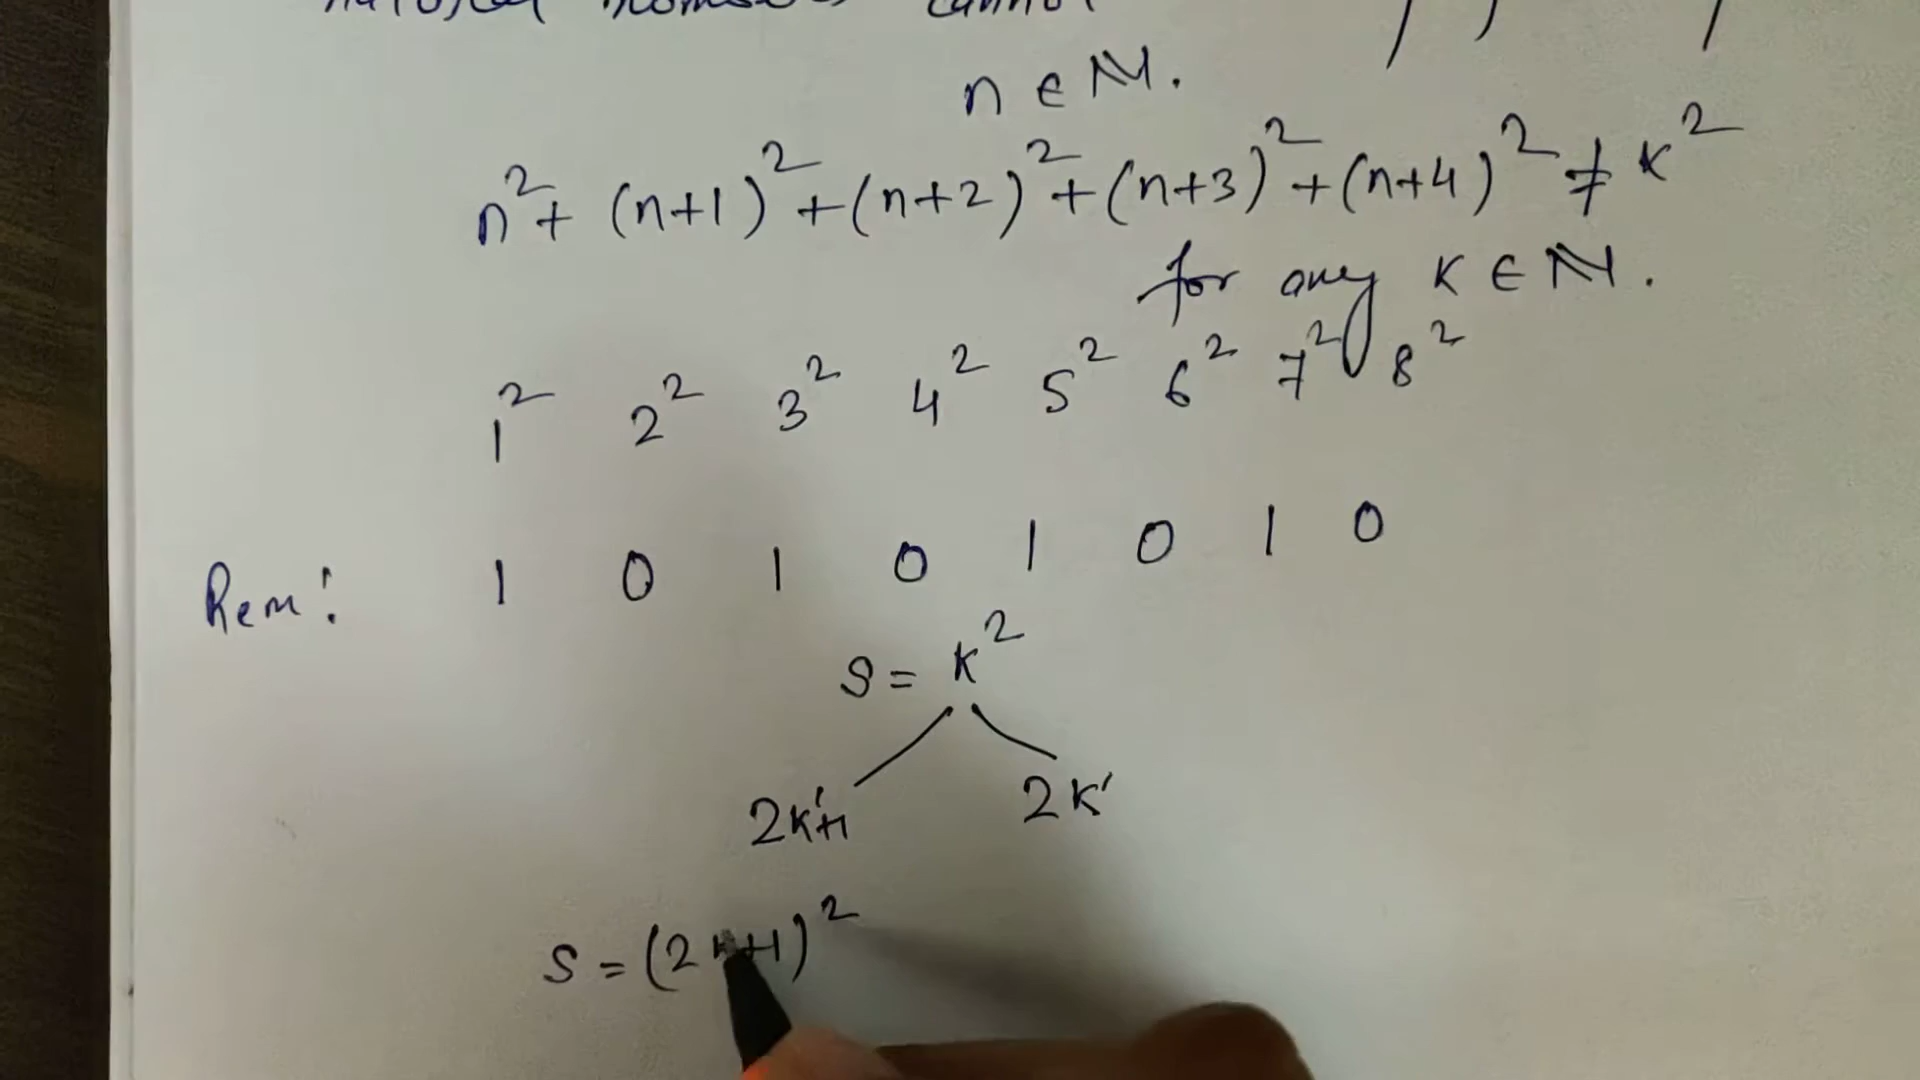 n ∈ ℕ.
n² + (n+1)² + (n+2)² + (n+3)² + (n+4)² ≠ k²
for any k ∈ ℕ.
1² 2² 3² 4² 5² 6² 7² 8²
Rem: 1 0 1 0 1 0 1 0
S = k²
2k'+1 2k'
S = (2k+1)²